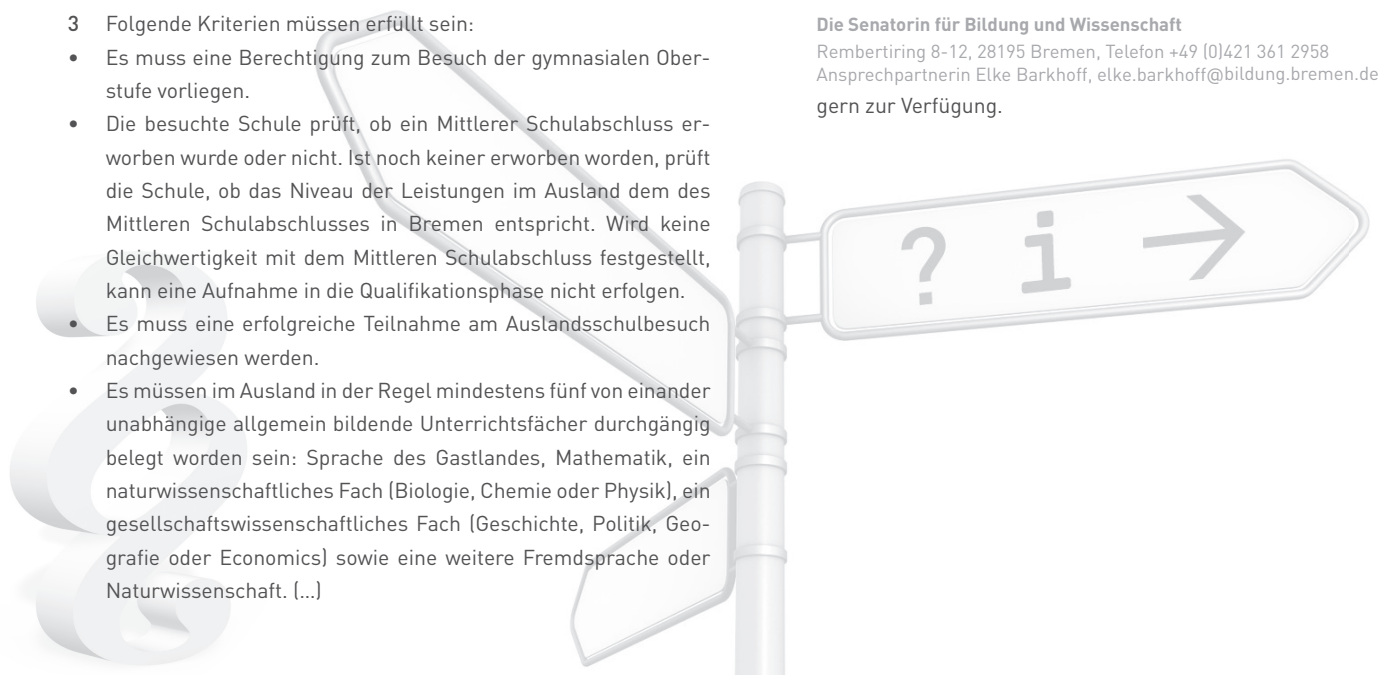 3 Folgende Kriterien müssen erfüllt sein:
• Es muss eine Berechtigung zum Besuch der gymnasialen Ober-
stufe vorliegen.
• Die besuchte Schule prüft, ob ein Mittlerer Schulabschluss er-
worben wurde oder nicht. Ist noch keiner erworben worden, prüft
die Schule, ob das Niveau der Leistungen im Ausland dem des
Mittleren Schulabschlusses in Bremen entspricht. Wird keine
Gleichwertigkeit mit dem Mittleren Schulabschluss festgestellt,
kann eine Aufnahme in die Qualifikationsphase nicht erfolgen.
• Es muss eine erfolgreiche Teilnahme am Auslandsschulbesuch
nachgewiesen werden.
• Es müssen im Ausland in der Regel mindestens fünf von einander
unabhängige allgemein bildende Unterrichtsfächer durchgängig
belegt worden sein: Sprache des Gastlandes, Mathematik, ein
naturwissenschaftliches Fach (Biologie, Chemie oder Physik), ein
gesellschaftswissenschaftliches Fach (Geschichte, Politik, Geo-
grafie oder Economics) sowie eine weitere Fremdsprache oder
Naturwissenschaft. (...)
Die Senatorin für Bildung und Wissenschaft
Rembertiring 8-12, 28195 Bremen, Telefon +49 (0)421 361 2958
Ansprechpartnerin Elke Barkhoff, elke.barkhoff@bildung.bremen.de
gern zur Verfügung.
? i →
§